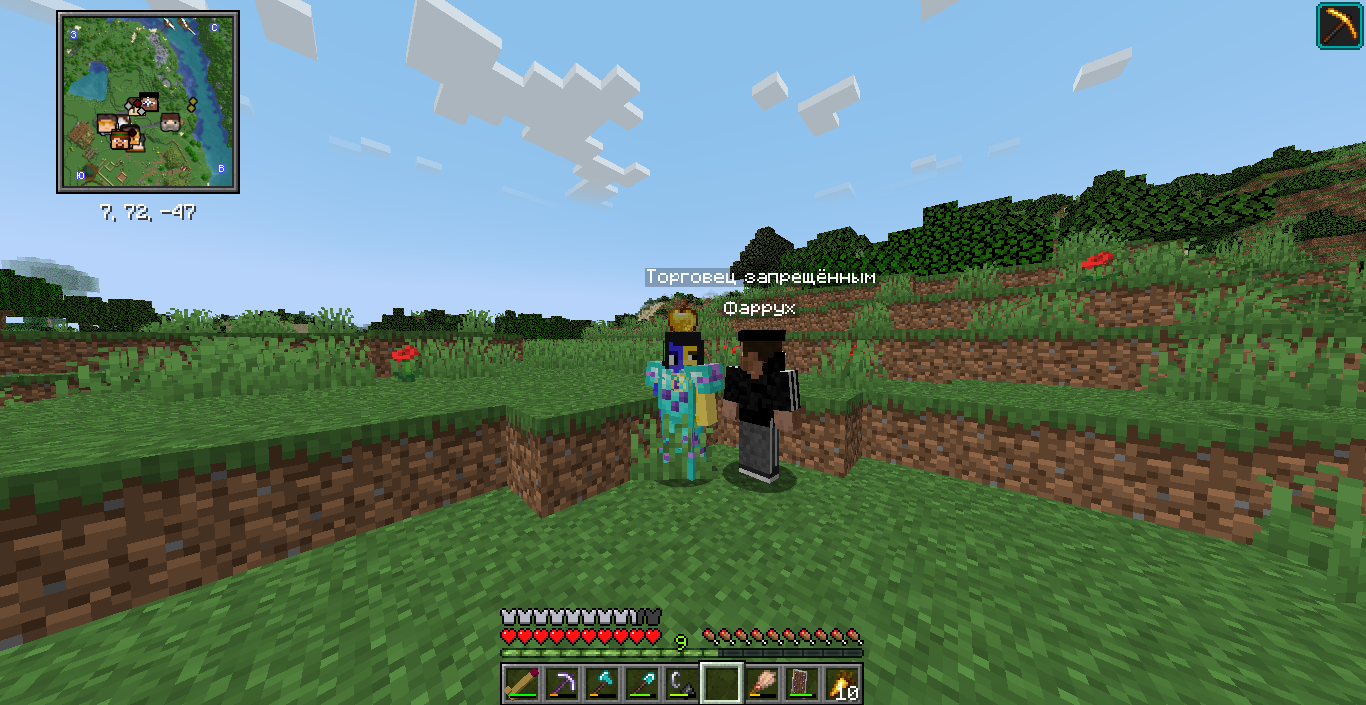 З
С
Ю
В
7, 72, -47
Торговец запрещённым
Фаррух
9
10